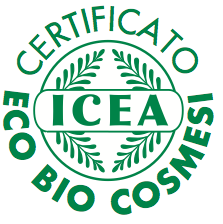 CERTIFICATO
ICEA
ECO BIO COSMESI